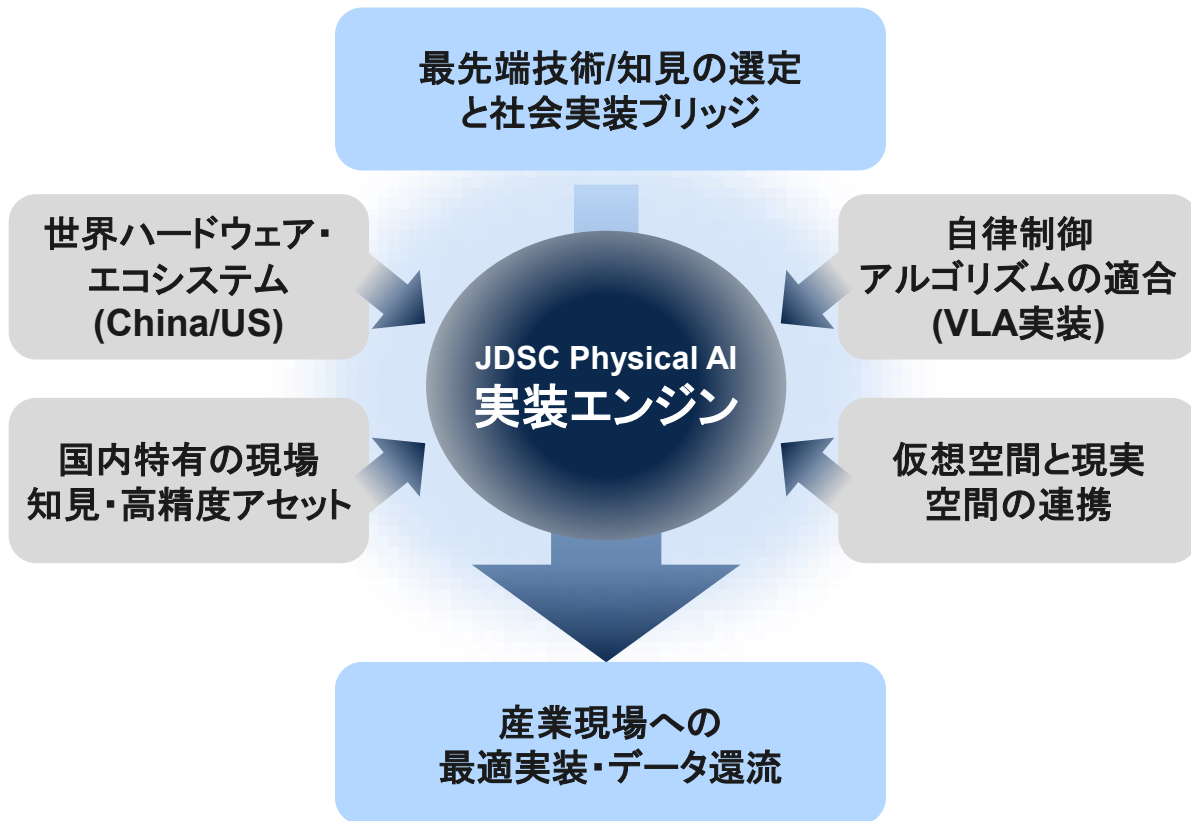 最先端技術/知見の選定
と社会実装ブリッジ
世界ハードウェア・
エコシステム
(China/US)
自律制御
アルゴリズムの適合
(VLA実装)
JDSC Physical AI
実装エンジン
国内特有の現場
知見・高精度アセット
仮想空間と現実
空間の連携
産業現場への
最適実装・データ還流